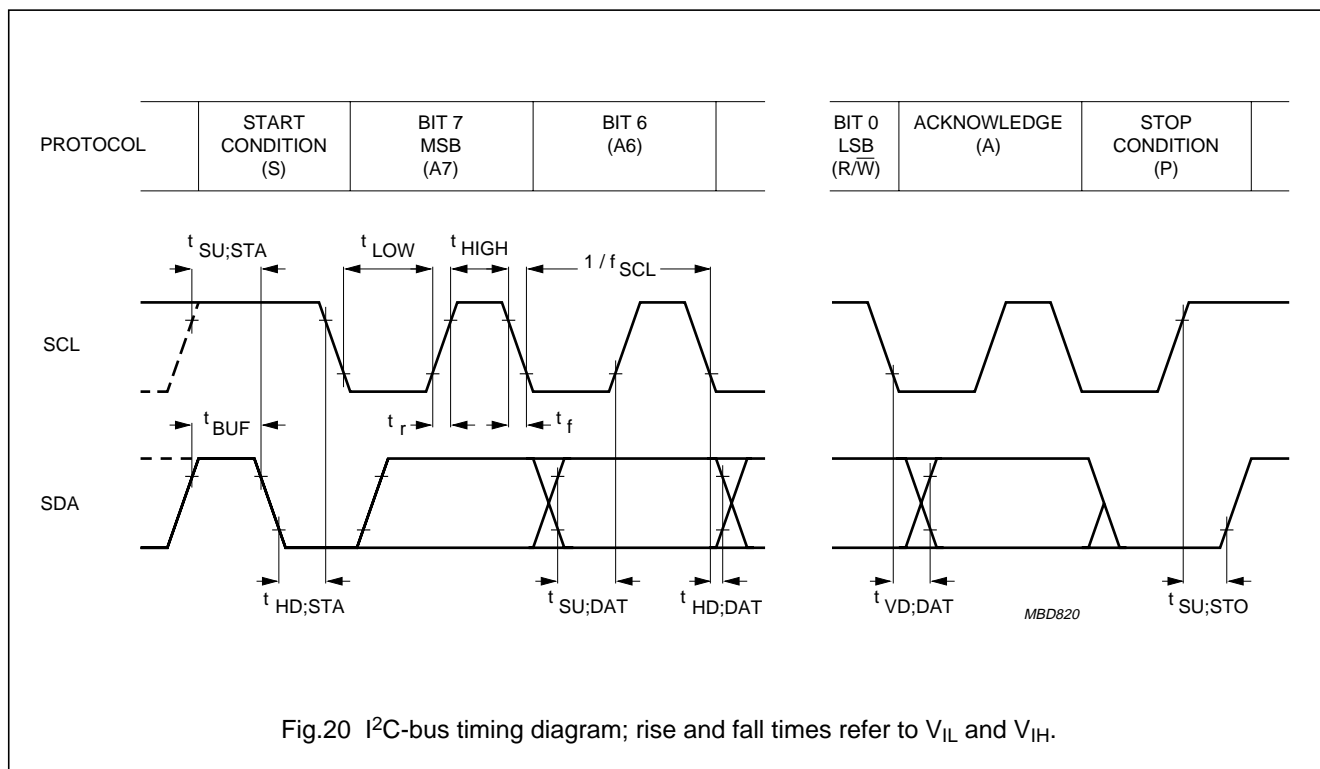 PROTOCOL
START
CONDITION
(S)
BIT 7
MSB
(A7)
BIT 6
(A6)
BIT 0
LSB
(R/W̅)
ACKNOWLEDGE
(A)
STOP
CONDITION
(P)
t SU;STA
t LOW
t HIGH
1 / f SCL
SCL
t BUF
t r
t f
SDA
t HD;STA
t SU;DAT
t HD;DAT
t VD;DAT
MBD820
t SU;STO
Fig.20 I²C-bus timing diagram; rise and fall times refer to VIL and VIH.